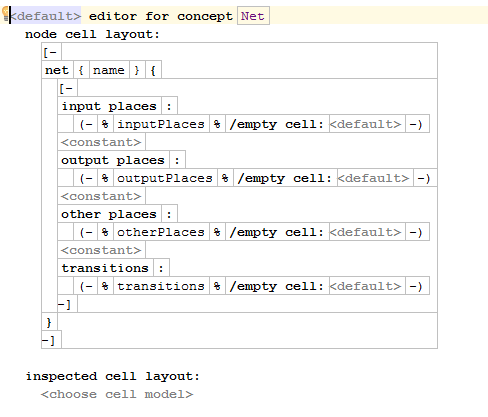 <default> editor for concept Net
node cell layout:
[-
net { name } {
[-
input places :
(- % inputPlaces % /empty cell: <default> -)
<constant>
output places :
(- % outputPlaces % /empty cell: <default> -)
<constant>
other places :
(- % otherPlaces % /empty cell: <default> -)
<constant>
transitions :
(- % transitions % /empty cell: <default> -)
-]
}
-]
inspected cell layout:
<choose cell model>